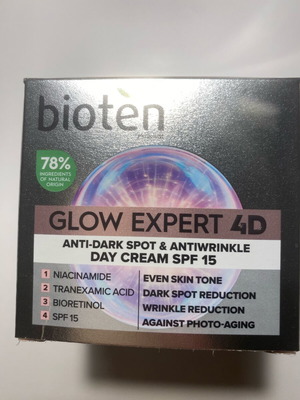 bioten
78%
INGREDIENTS
OF NATURAL
ORIGIN
GLOW EXPERT 4D
ANTI-DARK SPOT & ANTIWRINKLE
DAY CREAM SPF 15
1 NIACINAMIDE EVEN SKIN TONE
2 TRANEXAMIC ACID DARK SPOT REDUCTION
3 BIORETINOL WRINKLE REDUCTION
4 SPF 15 AGAINST PHOTO-AGING